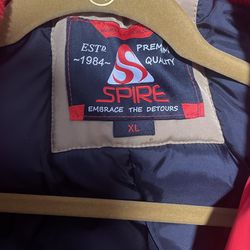 ESTD. PREMIUM
~1984~ QUALITY
SPIRE
EMBRACE THE DETOURS
XL